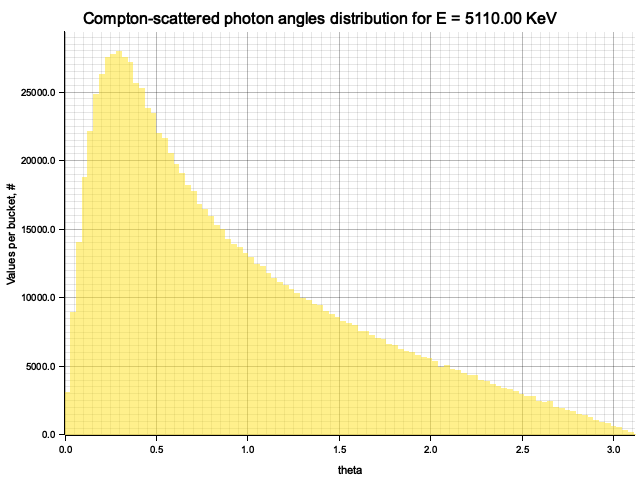 Compton-scattered photon angles distribution for E = 5110.00 KeV
Values per bucket, #
25000.0
20000.0
15000.0
10000.0
5000.0
0.0
0.0 0.5 1.0 1.5 2.0 2.5 3.0
theta